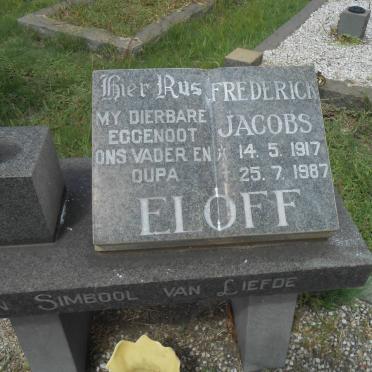 Hier Rus
MY DIERBARE
EGGENOOT
ONS VADER EN
OUPA
FREDERICK
JACOBS
* 14. 5. 1917
25. 7. 1987
ELOFF
SIMBOOL VAN LIEFDE